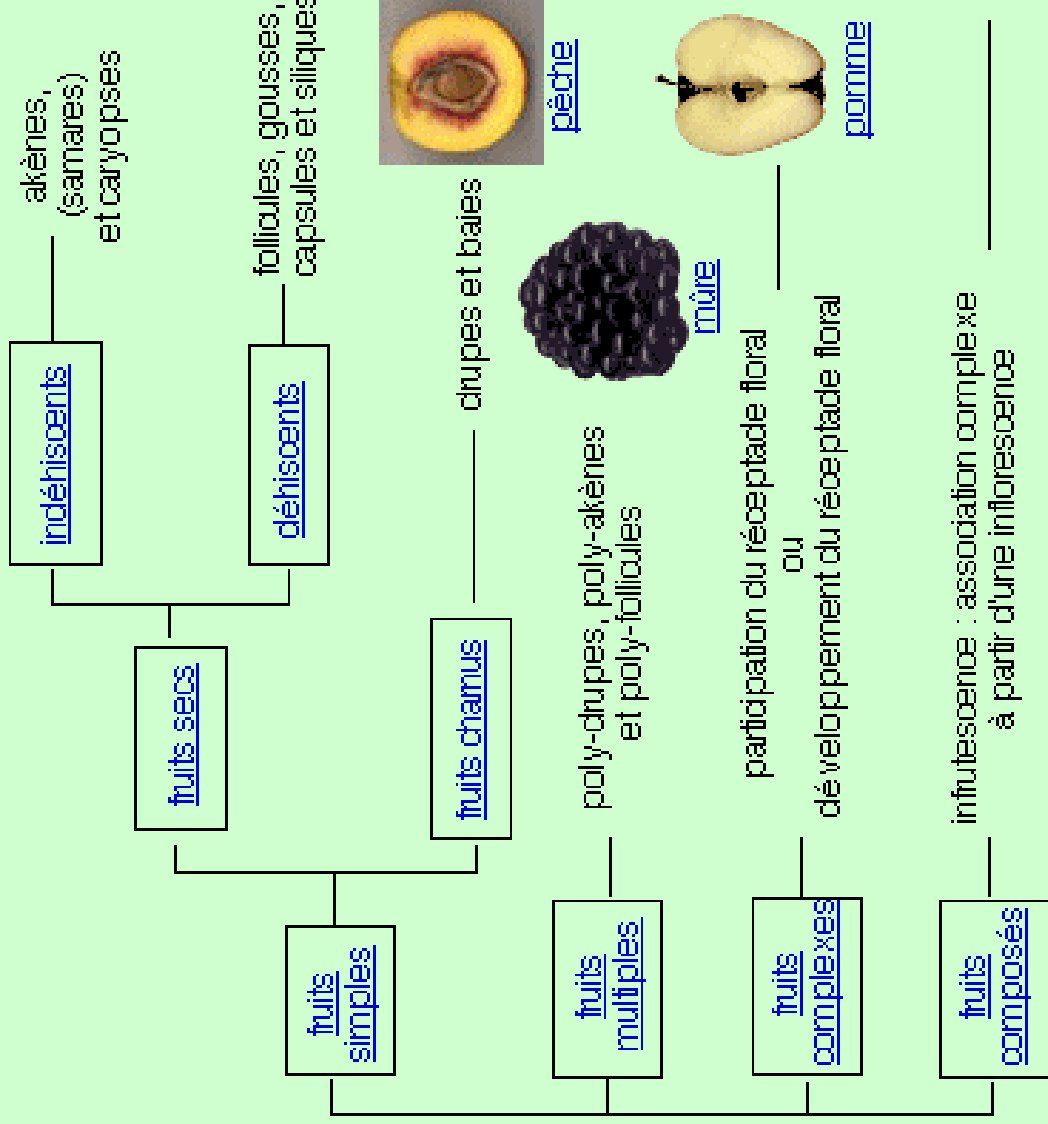 fruits
simples
fruits secs
indéhiscents
akènes,
(samares)
et caryopses
déhiscents
follicules, gousses,
capsules et siliques
fruits charnus
drupes et baies
pêche
fruits
multiples
poly-drupes, poly-akènes
et poly-follicules
mûre
fruits
complexes
participation du réceptacle floral
ou
développement du réceptacle floral
pomme
fruits
composés
infrutescence : association complexe
à partir d'une inflorescence